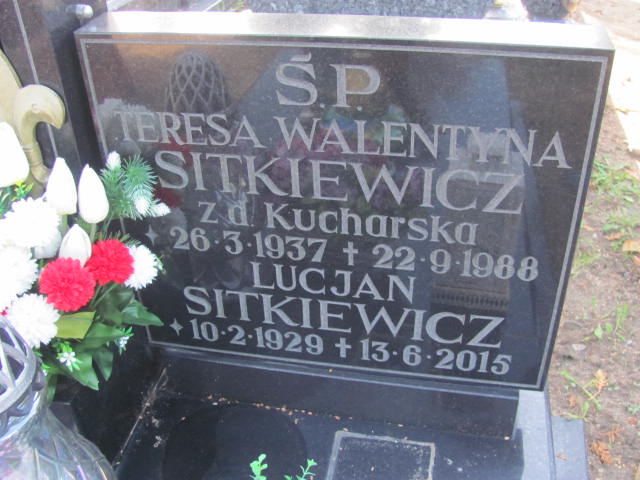 Ś.P.
TERESA WALENTYNA
SITKIEWICZ
z d. Kucharska
26·3·1937 ✝ 22·9·1988
LUCJAN
SITKIEWICZ
10·2·1929 ✝ 13·6·2015